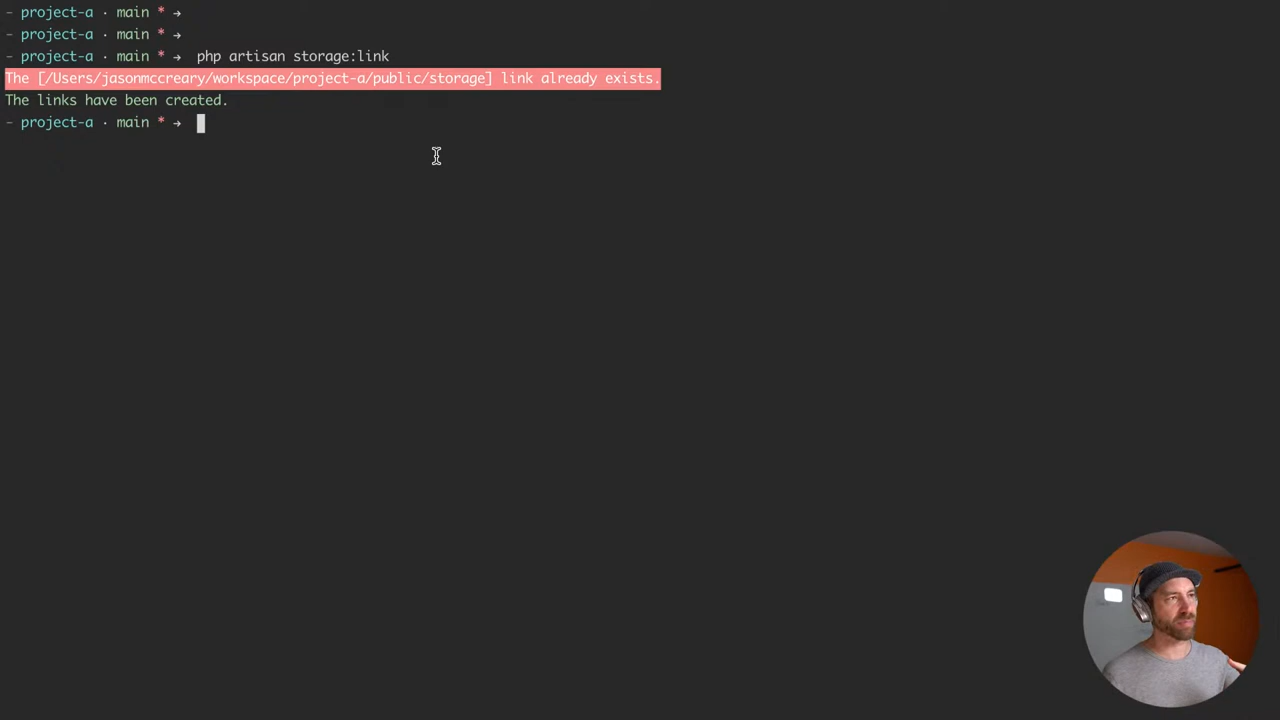 - project-a · main * →
- project-a · main * →
- project-a · main * → php artisan storage:link
The [/Users/jasonmccreary/workspace/project-a/public/storage] link already exists.
The links have been created.
- project-a · main * →